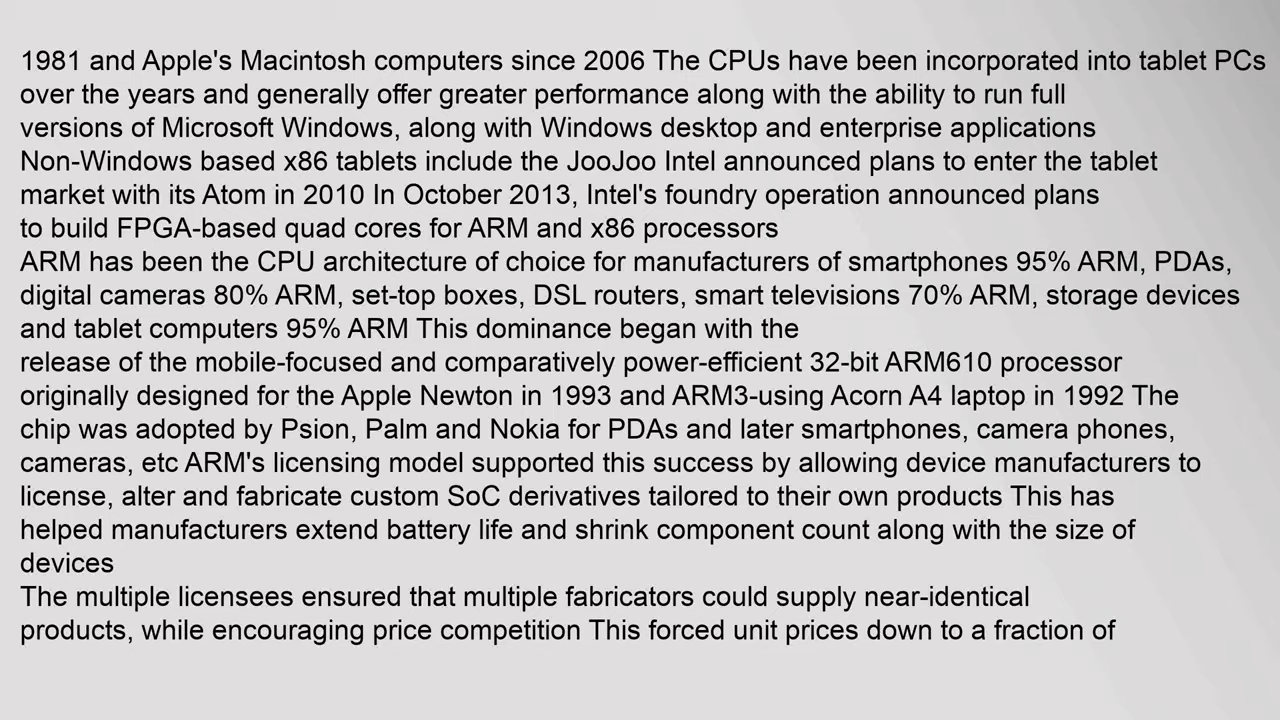 1981 and Apple's Macintosh computers since 2006 The CPUs have been incorporated into tablet PCs
over the years and generally offer greater performance along with the ability to run full
versions of Microsoft Windows, along with Windows desktop and enterprise applications
Non-Windows based x86 tablets include the JooJoo Intel announced plans to enter the tablet
market with its Atom in 2010 In October 2013, Intel's foundry operation announced plans
to build FPGA-based quad cores for ARM and x86 processors
ARM has been the CPU architecture of choice for manufacturers of smartphones 95% ARM, PDAs,
digital cameras 80% ARM, set-top boxes, DSL routers, smart televisions 70% ARM, storage devices
and tablet computers 95% ARM This dominance began with the
release of the mobile-focused and comparatively power-efficient 32-bit ARM610 processor
originally designed for the Apple Newton in 1993 and ARM3-using Acorn A4 laptop in 1992 The
chip was adopted by Psion, Palm and Nokia for PDAs and later smartphones, camera phones,
cameras, etc ARM's licensing model supported this success by allowing device manufacturers to
license, alter and fabricate custom SoC derivatives tailored to their own products This has
helped manufacturers extend battery life and shrink component count along with the size of
devices
The multiple licensees ensured that multiple fabricators could supply near-identical
products, while encouraging price competition This forced unit prices down to a fraction of